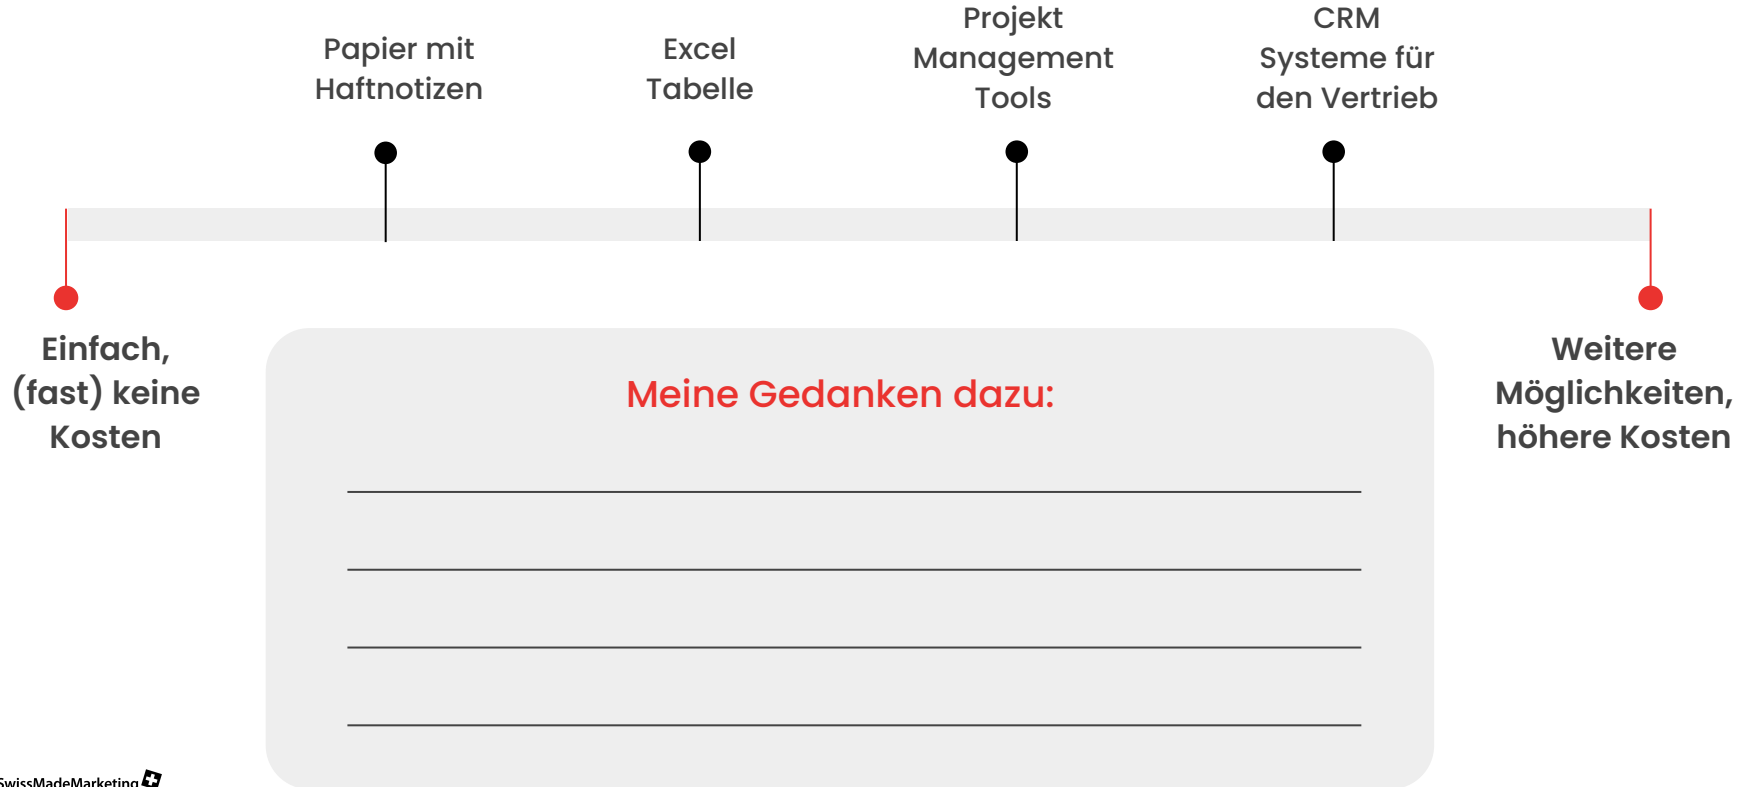 Papier mit
Haftnotizen
Excel
Tabelle
Projekt
Management
Tools
CRM
Systeme für
den Vertrieb
Einfach,
(fast) keine
Kosten
Meine Gedanken dazu:
Weitere
Möglichkeiten,
höhere Kosten
SwissMadeMarketing